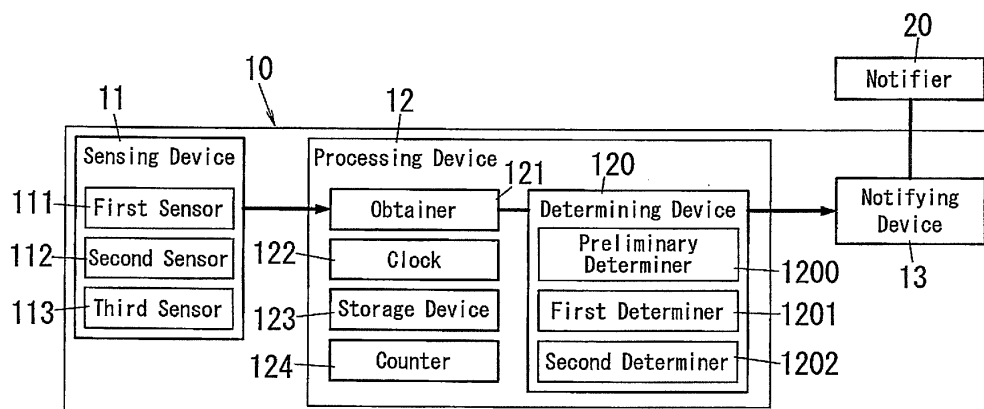 20
Notifier
10
11
12
Sensing Device
Processing Device
120
121
111
First Sensor
Obtainer
Determining Device
Notifying
Device
13
112
Second Sensor
122
Clock
Preliminary
Determiner
1200
113
Third Sensor
123
Storage Device
First Determiner
1201
124
Counter
Second Determiner
1202